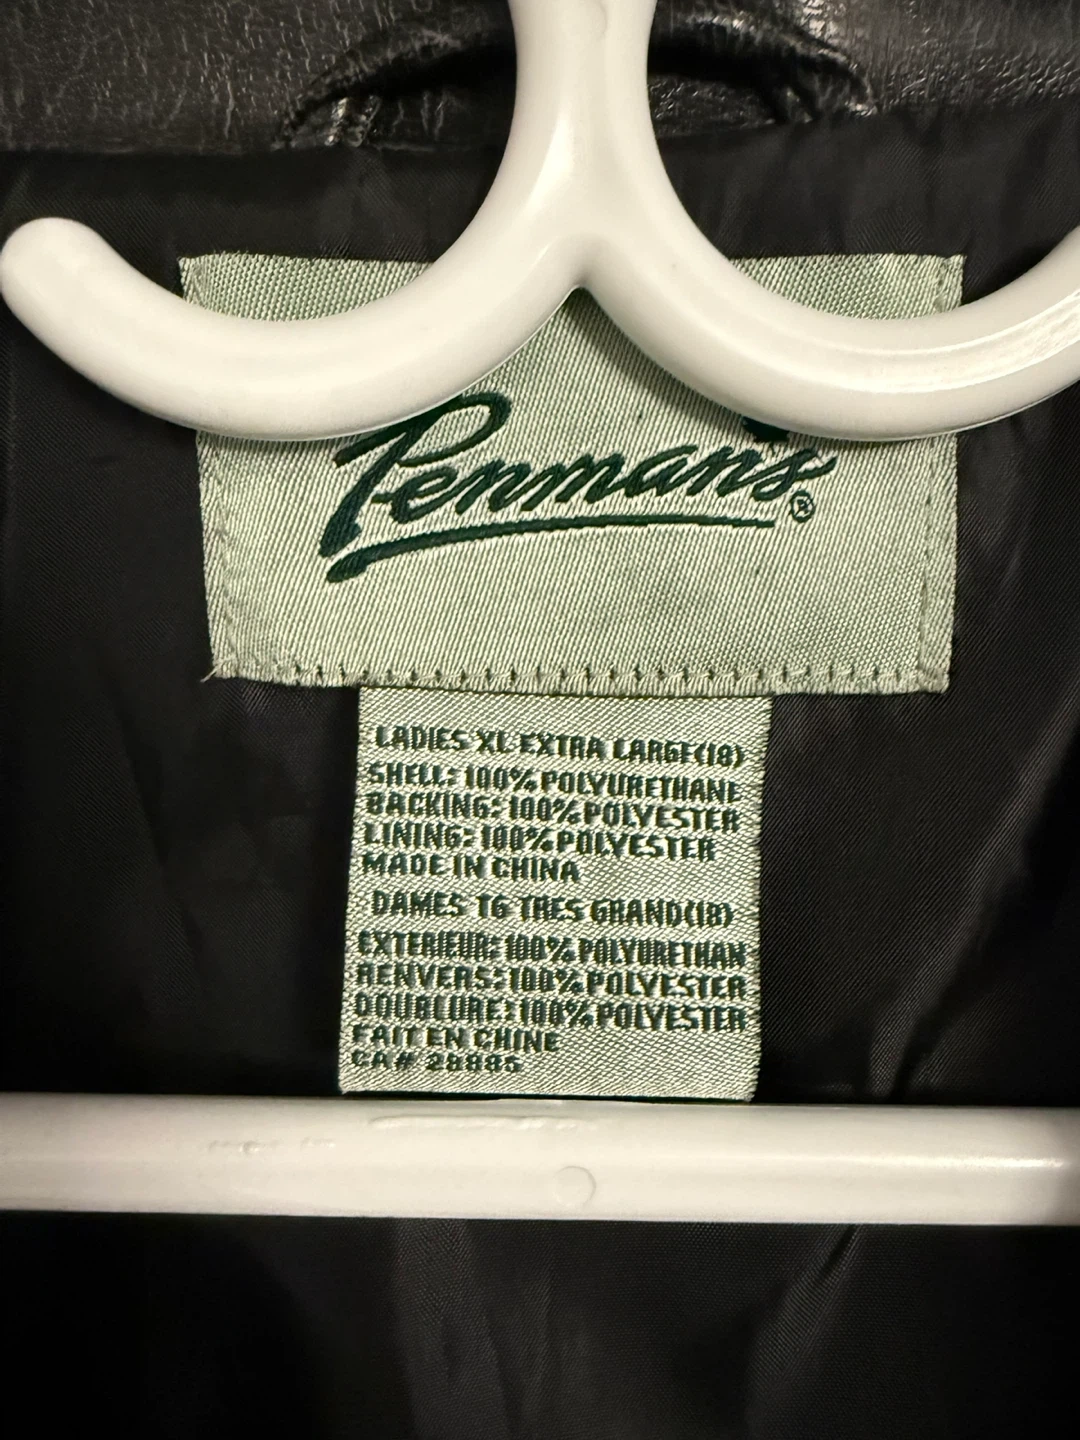 Penman's®
LADIES XL EXTRA LARGE(18)
SHELL: 100% POLYURETHANE
BACKING: 100% POLYESTER
LINING: 100% POLYESTER
MADE IN CHINA
DAMES TG TRES GRAND(18)
EXTERIEUR: 100% POLYURETHAN
RENVERS: 100% POLYESTER
DOUBLURE: 100% POLYESTER
FAIT EN CHINE
CA# 28885